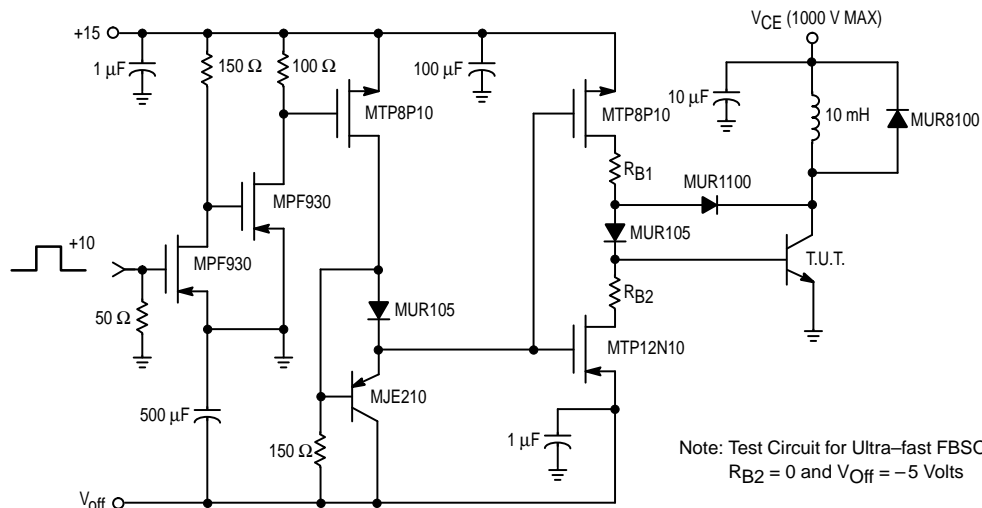 V_CE (1000 V MAX)
+15
1 µF
150 Ω
100 Ω
MTP8P10
100 µF
MTP8P10
10 µF
10 mH
MUR8100
R_B1
MUR1100
MPF930
+10
MPF930
MUR105
T.U.T.
50 Ω
MUR105
R_B2
MTP12N10
500 µF
MJE210
150 Ω
1 µF
V_off
Note: Test Circuit for Ultra–fast FBSO
R_B2 = 0 and V_Off = –5 Volts